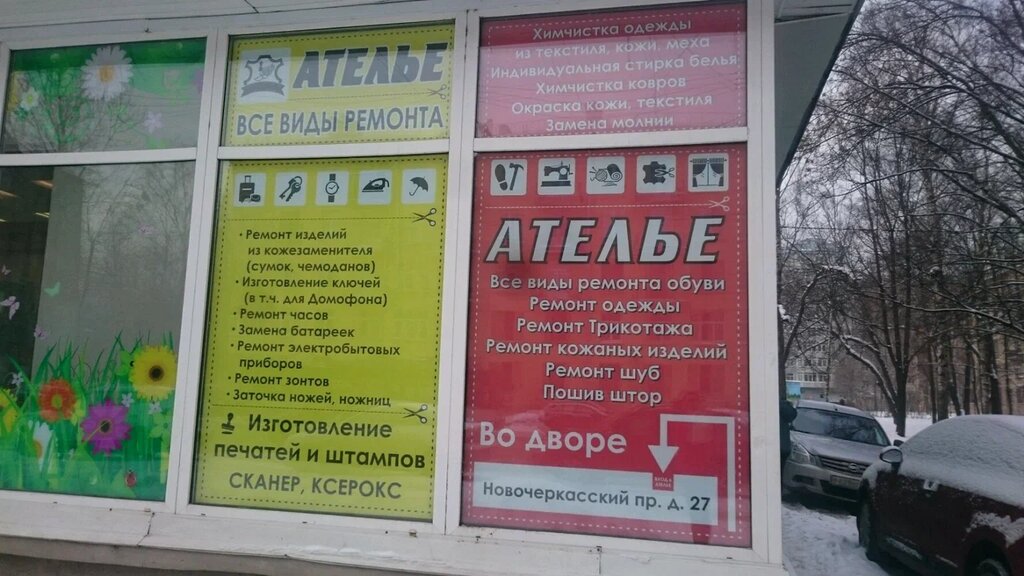 АТЕЛЬЕ
ВСЕ ВИДЫ РЕМОНТА
• Ремонт изделий
из кожезаменителя
(сумок, чемоданов)
• Изготовление ключей
(в т.ч. для Домофона)
• Ремонт часов
• Замена батареек
• Ремонт электробытовых
приборов
• Ремонт зонтов
• Заточка ножей, ножниц
Изготовление
печатей и штампов
СКАНЕР, КСЕРОКС
Химчистка одежды
из текстиля, кожи, меха
Индивидуальная стирка белья
Химчистка ковров
Окраска кожи, текстиля
Замена молнии
АТЕЛЬЕ
Все виды ремонта обуви
Ремонт одежды
Ремонт Трикотажа
Ремонт кожаных изделий
Ремонт шуб
Пошив штор
Во дворе
Новочеркасский пр. д. 27